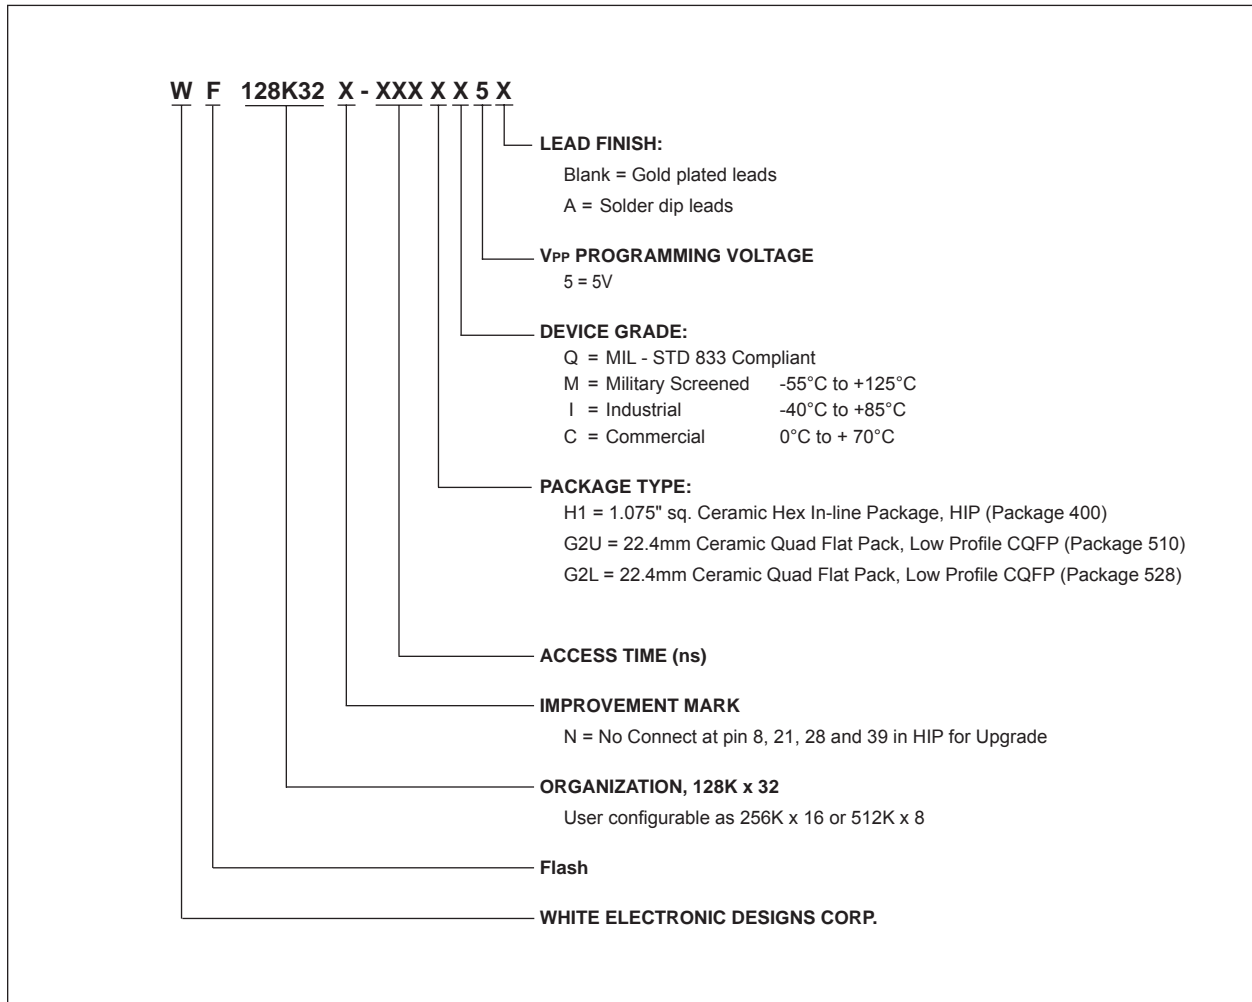 W F 128K32 X - XXX X X 5 X
LEAD FINISH:
Blank = Gold plated leads
A = Solder dip leads
VPP PROGRAMMING VOLTAGE
5 = 5V
DEVICE GRADE:
Q = MIL - STD 833 Compliant
M = Military Screened -55°C to +125°C
I = Industrial -40°C to +85°C
C = Commercial 0°C to + 70°C
PACKAGE TYPE:
H1 = 1.075" sq. Ceramic Hex In-line Package, HIP (Package 400)
G2U = 22.4mm Ceramic Quad Flat Pack, Low Profile CQFP (Package 510)
G2L = 22.4mm Ceramic Quad Flat Pack, Low Profile CQFP (Package 528)
ACCESS TIME (ns)
IMPROVEMENT MARK
N = No Connect at pin 8, 21, 28 and 39 in HIP for Upgrade
ORGANIZATION, 128K x 32
User configurable as 256K x 16 or 512K x 8
Flash
WHITE ELECTRONIC DESIGNS CORP.